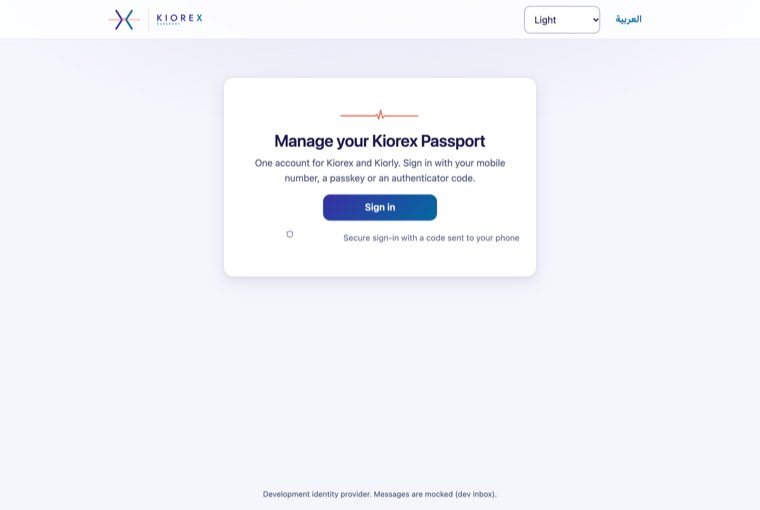 KIOREX
PASSPORT
Light
العربية
Manage your Kiorex Passport
One account for Kiorex and Kiorly. Sign in with your mobile
number, a passkey or an authenticator code.
Sign in
Secure sign-in with a code sent to your phone
Development identity provider. Messages are mocked (dev inbox).